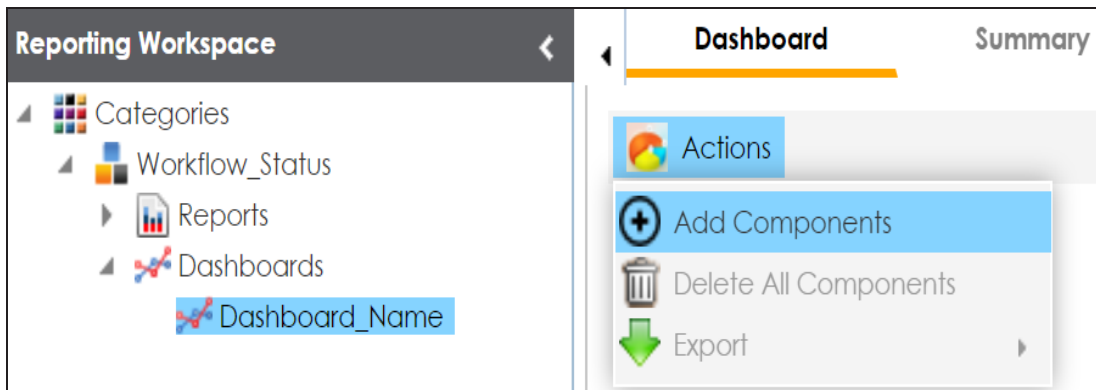 Reporting Workspace
Categories
Workflow_Status
Reports
Dashboards
Dashboard_Name
Dashboard Summary
Actions
Add Components
Delete All Components
Export